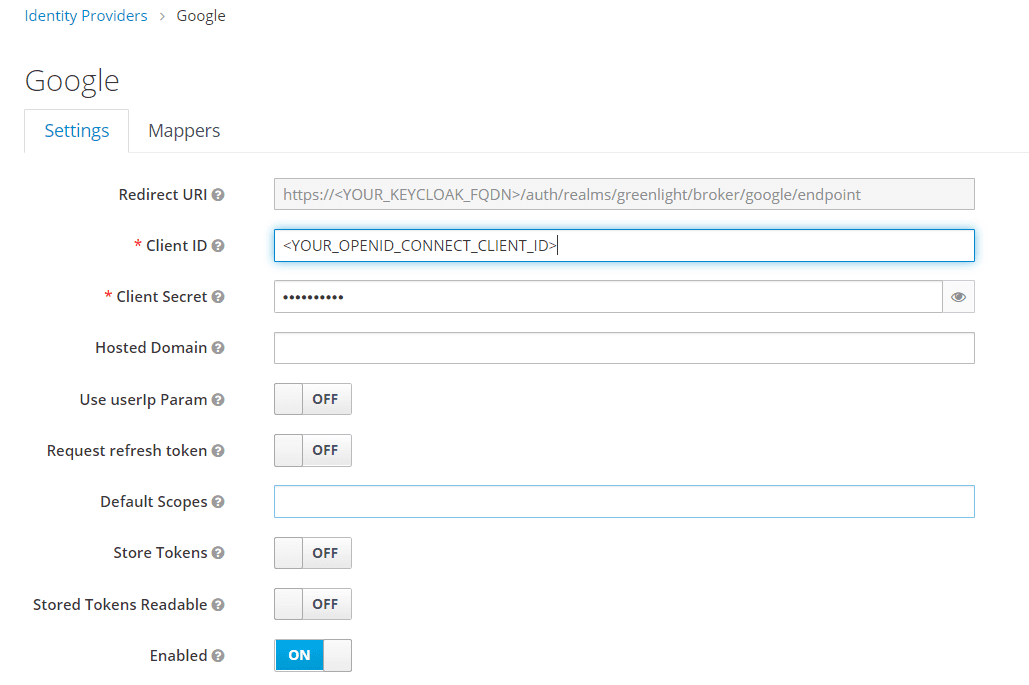 Identity Providers > Google
Google
Settings Mappers
Redirect URI https://<YOUR_KEYCLOAK_FQDN>/auth/realms/greenlight/broker/google/endpoint
* Client ID <YOUR_OPENID_CONNECT_CLIENT_ID>
* Client Secret ••••••••••
Hosted Domain
Use userIp Param OFF
Request refresh token OFF
Default Scopes
Store Tokens OFF
Stored Tokens Readable OFF
Enabled ON